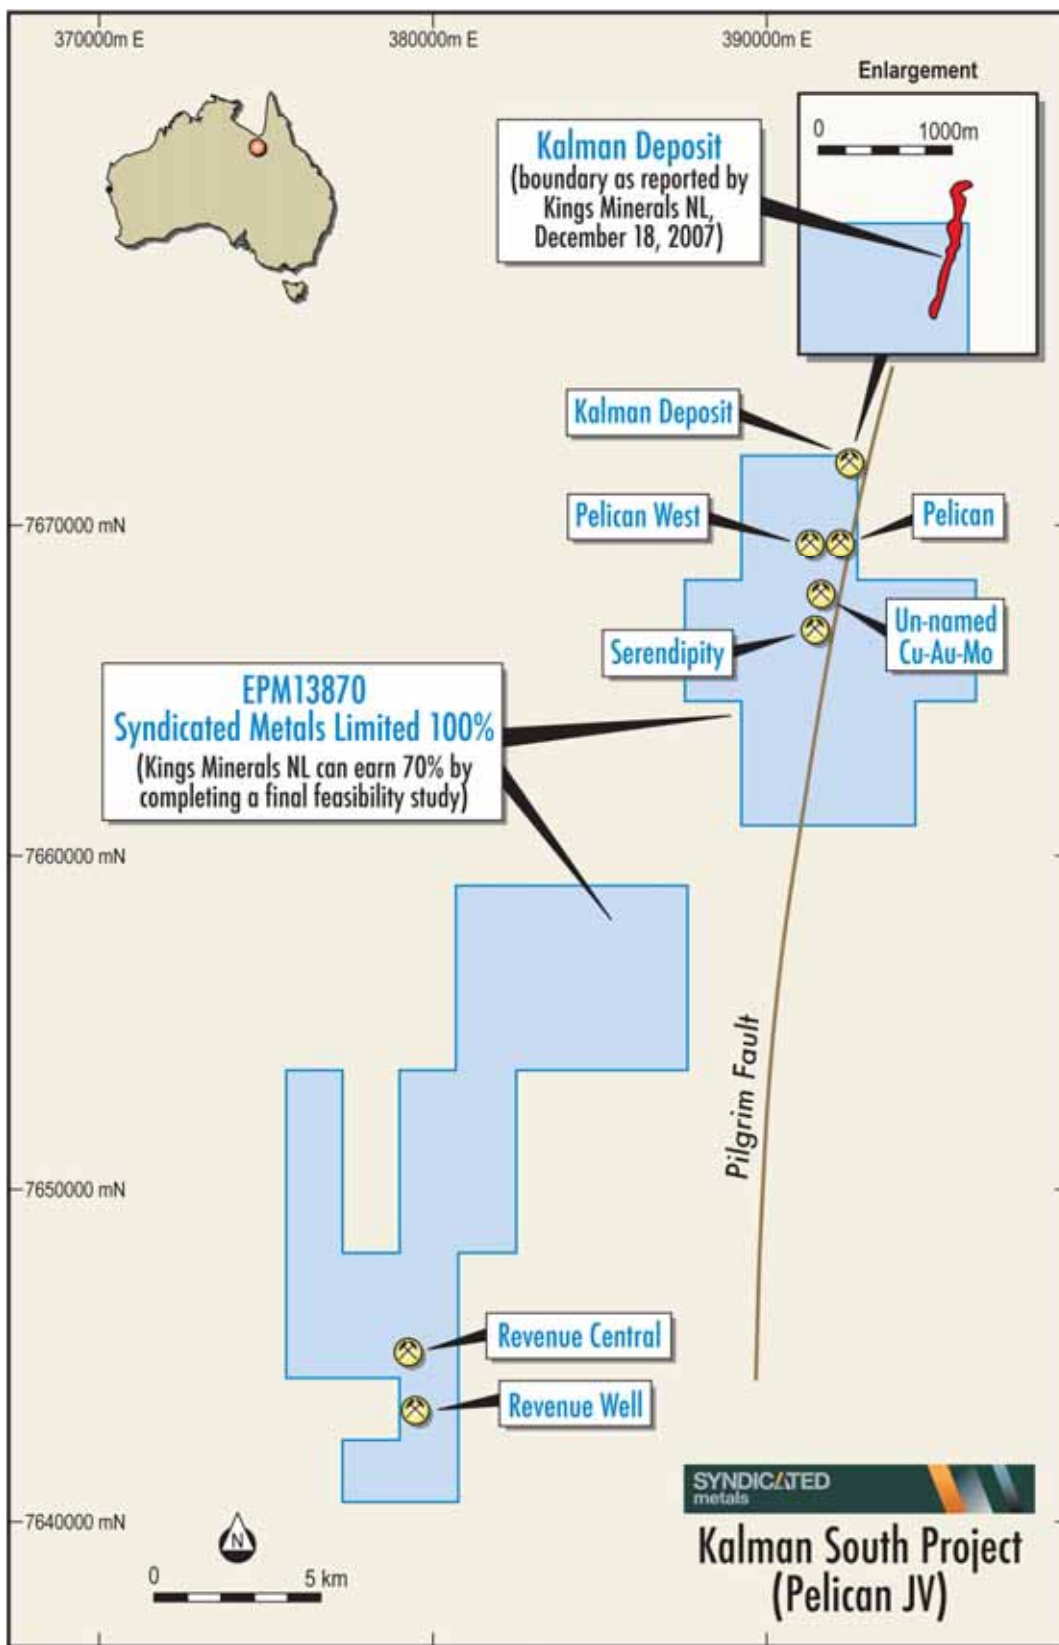 370000m E
380000m E
390000m E
Enlargement
0
1000m
Kalman Deposit
(boundary as reported by
Kings Minerals NL,
December 18, 2007)
Kalman Deposit
7670000 mN
Pelican West
Pelican
Un-named
Cu-Au-Mo
Serendipity
EPM13870
Syndicated Metals Limited 100%
(Kings Minerals NL can earn 70% by
completing a final feasibility study)
7660000 mN
Pilgrim Fault
7650000 mN
Revenue Central
Revenue Well
SYNDICATED
metals
7640000 mN
N
0
5 km
Kalman South Project
(Pelican JV)